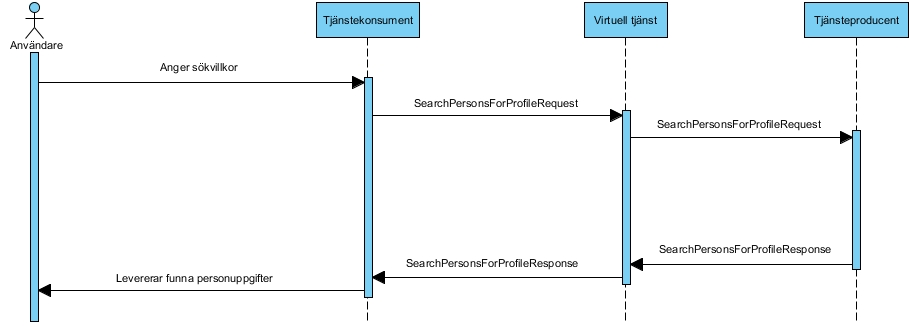 Tjänstekonsument
Virtuell tjänst
Tjänsteproducent
Användare
Anger sökvillkor
SearchPersonsForProfileRequest
SearchPersonsForProfileRequest
SearchPersonsForProfileResponse
SearchPersonsForProfileResponse
Levererar funna personuppgifter